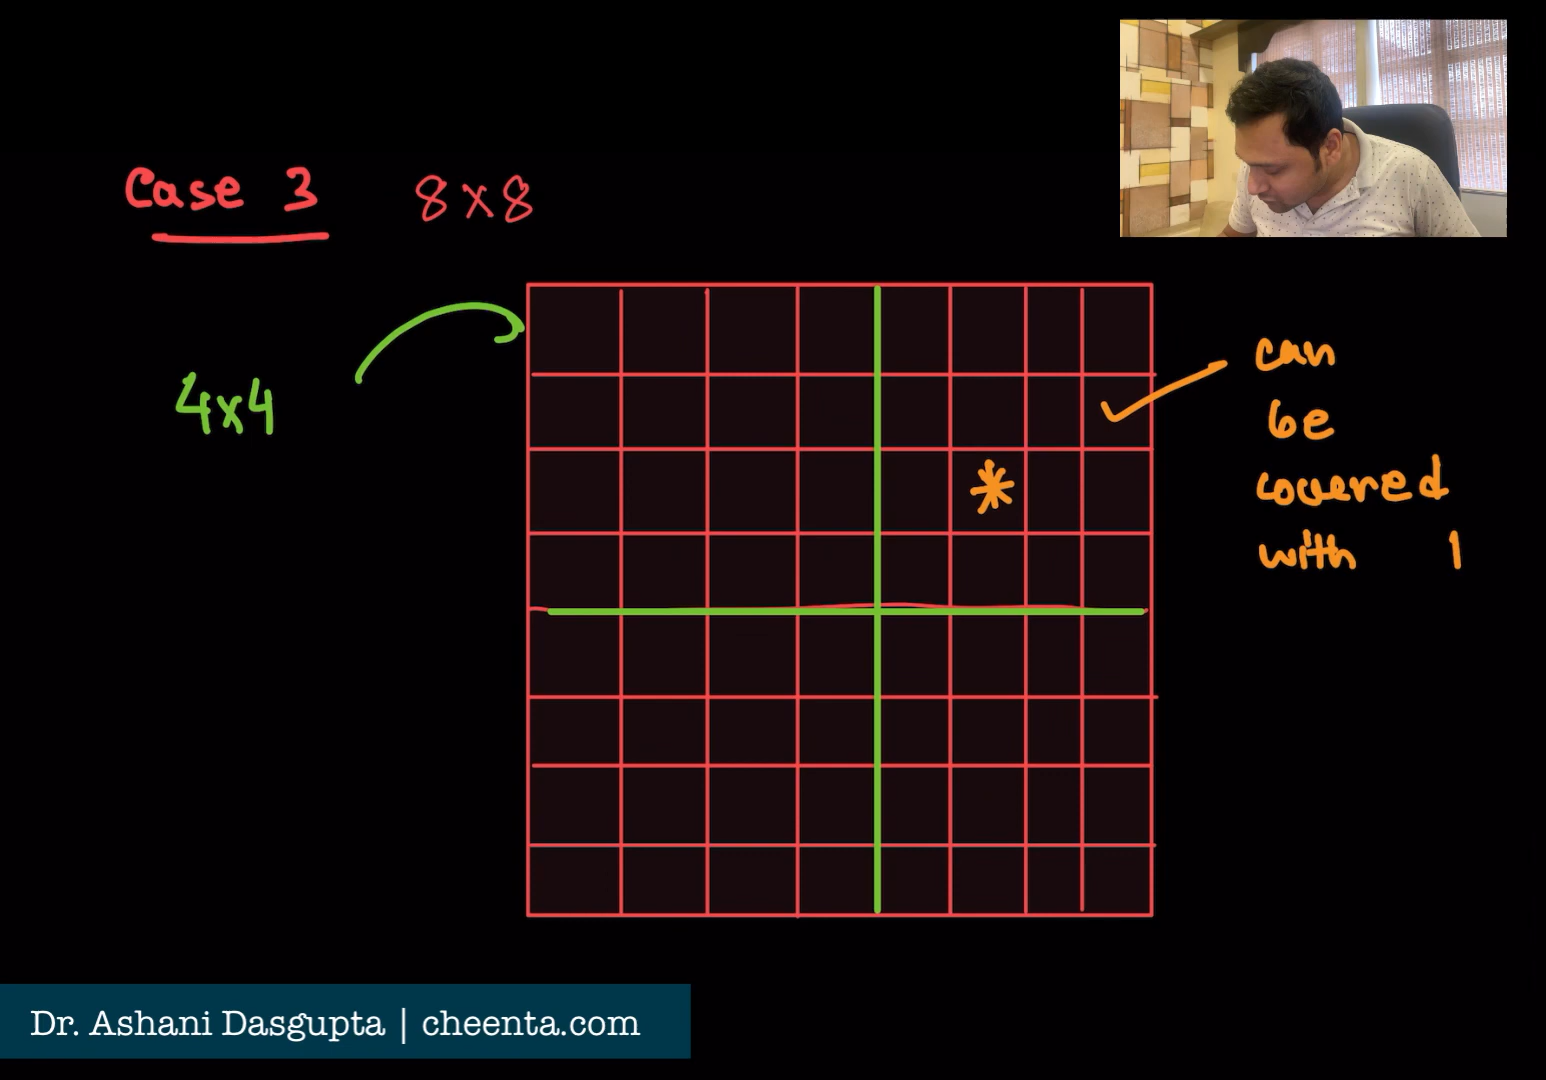 Case 3 8x8
4x4
can
be
covered
with 1
*
Dr. Ashani Dasgupta | cheenta.com